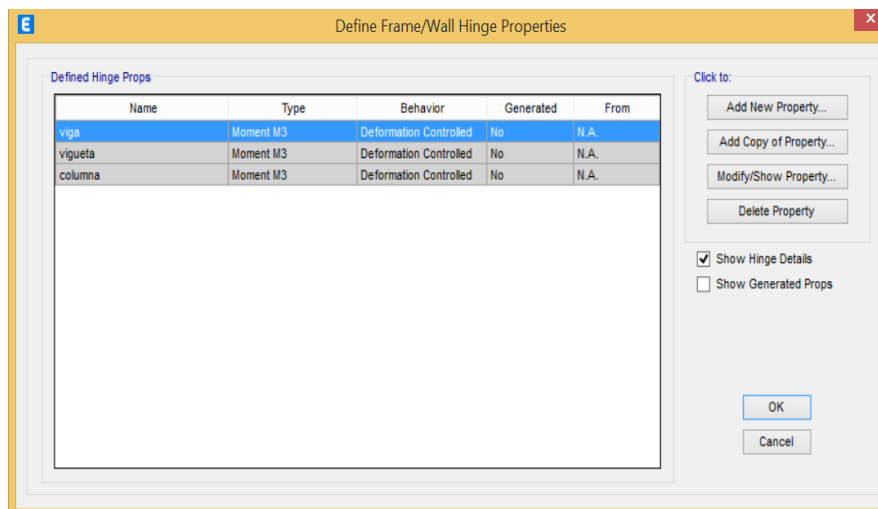 E
Define Frame/Wall Hinge Properties
x
Defined Hinge Props
Name Type Behavior Generated From
viga Moment M3 Deformation Controlled No N.A.
vigueta Moment M3 Deformation Controlled No N.A.
columna Moment M3 Deformation Controlled No N.A.
Click to:
Add New Property...
Add Copy of Property...
Modify/Show Property...
Delete Property
Show Hinge Details
Show Generated Props
OK
Cancel